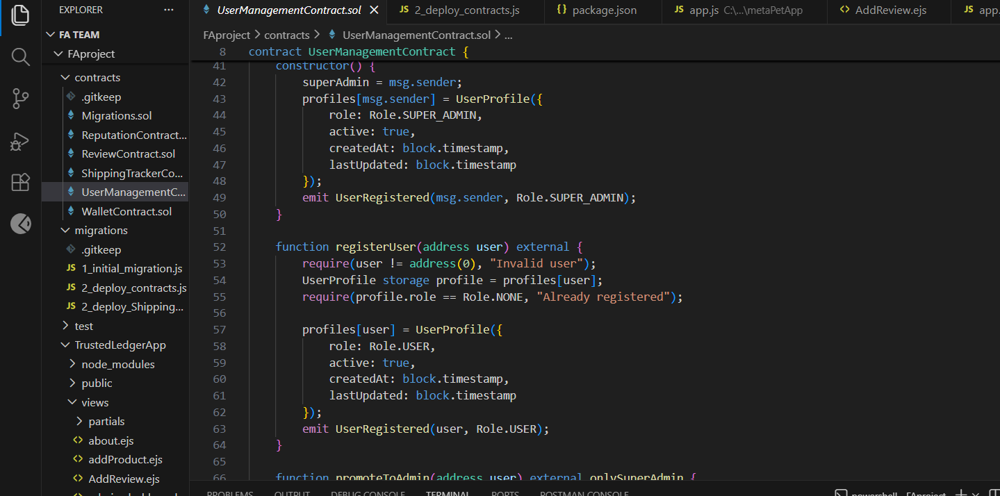 EXPLORER ...
UserManagementContract.sol
JS 2_deploy_contracts.js
{} package.json
JS app.js C:\...\metaPetApp
<> AddReview.ejs
JS app.
FA TEAM
FAproject
contracts
.gitkeep
Migrations.sol
ReputationContract...
ReviewContract.sol
ShippingTrackerCo...
UserManagementC...
WalletContract.sol
migrations
.gitkeep
JS 1_initial_migration.js
JS 2_deploy_contracts.js
JS 2_deploy_Shipping...
test
TrustedLedgerApp
node_modules
public
views
partials
<> about.ejs
<> addProduct.ejs
<> AddReview.ejs
FAproject > contracts > UserManagementContract.sol > ...
8 contract UserManagementContract {
41 constructor() {
42 superAdmin = msg.sender;
43 profiles[msg.sender] = UserProfile({
44 role: Role.SUPER_ADMIN,
45 active: true,
46 createdAt: block.timestamp,
47 lastUpdated: block.timestamp
48 });
49 emit UserRegistered(msg.sender, Role.SUPER_ADMIN);
50 }
51
52 function registerUser(address user) external {
53 require(user != address(0), "Invalid user");
54 UserProfile storage profile = profiles[user];
55 require(profile.role == Role.NONE, "Already registered");
56
57 profiles[user] = UserProfile({
58 role: Role.USER,
59 active: true,
60 createdAt: block.timestamp,
61 lastUpdated: block.timestamp
62 });
63 emit UserRegistered(user, Role.USER);
64 }
65
66 function promoteToAdmin(address user) external onlySuperAdmin {
PROBLEMS OUTPUT DEBUG CONSOLE TERMINAL PORTS POSTMAN CONSOLE
powershell - FAproject